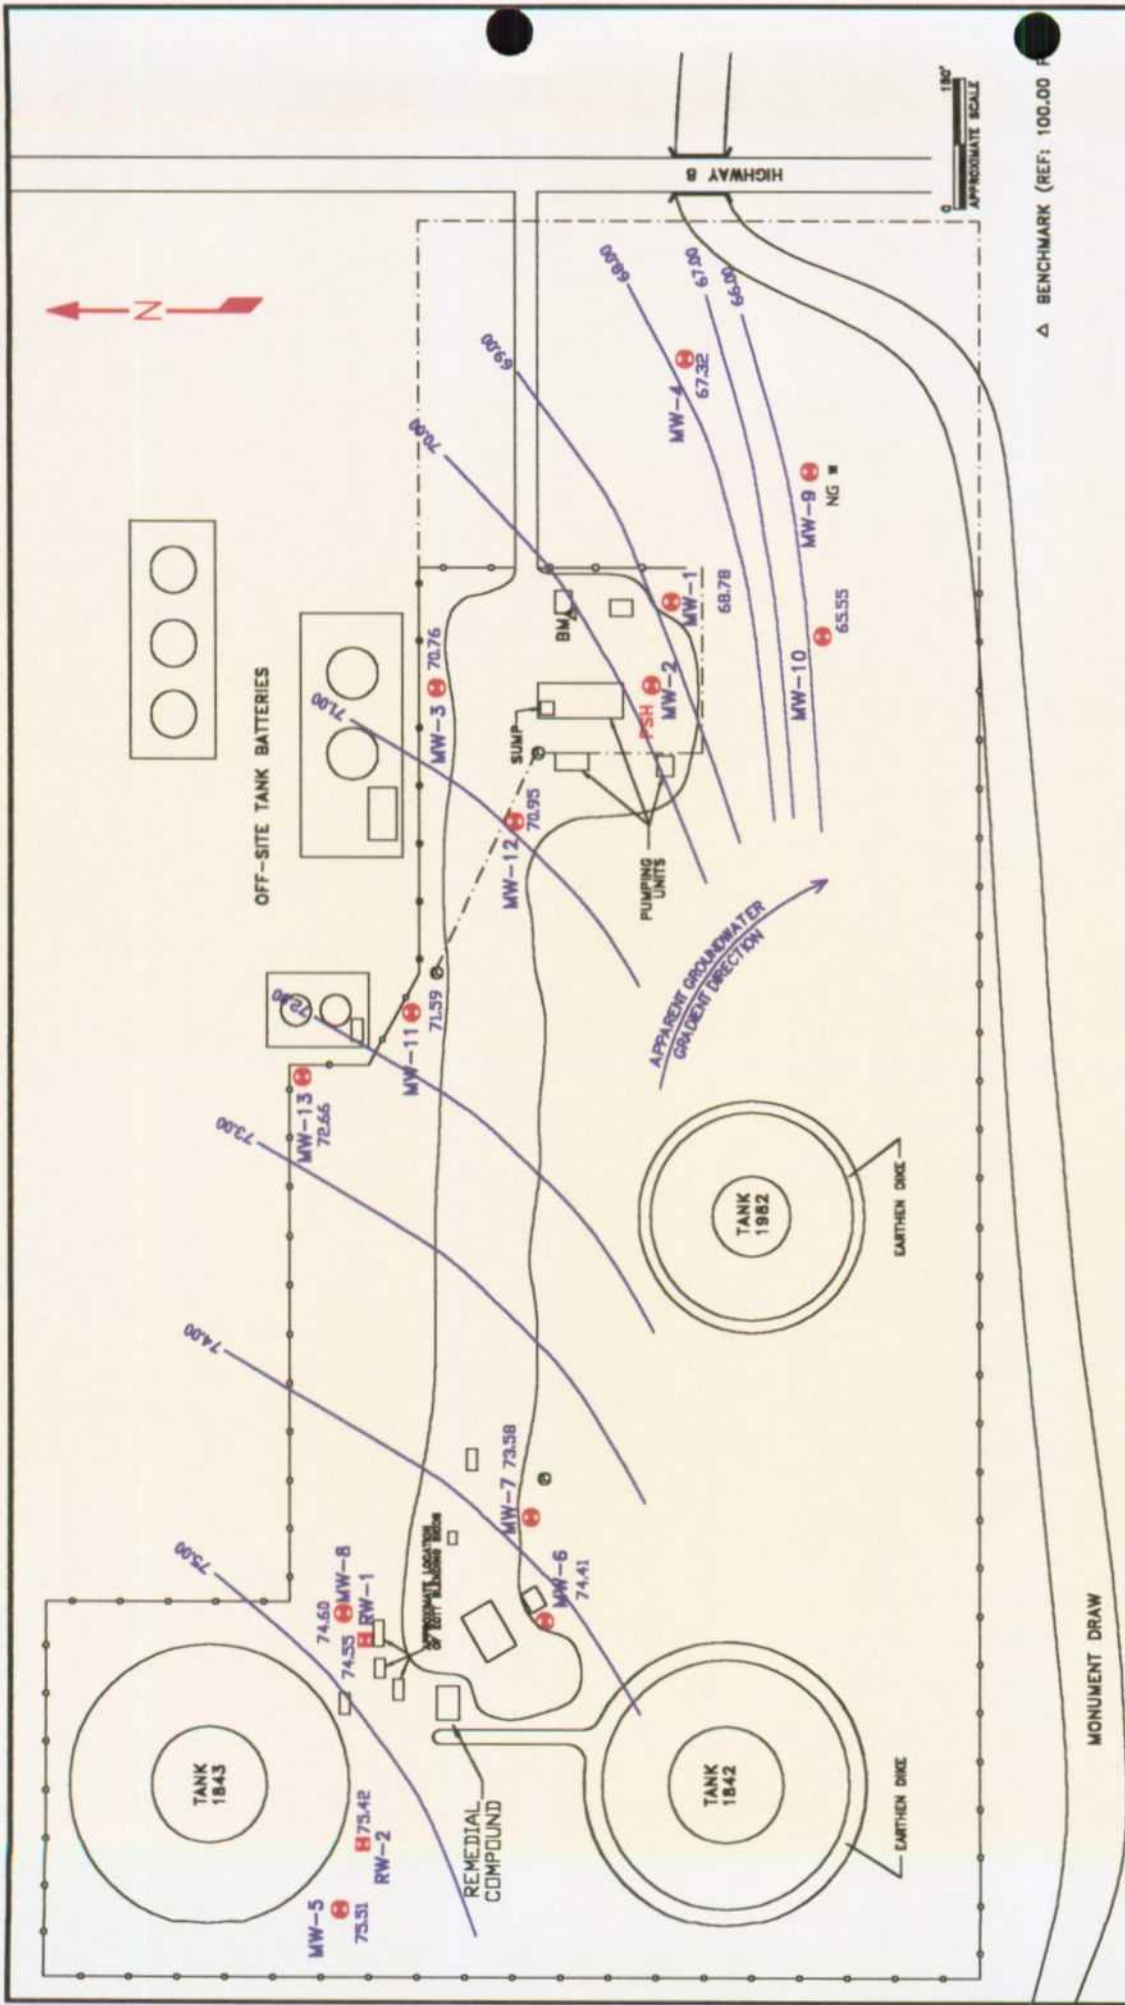 TANK
1843
MW-5
75.51
75.42
RW-2
REMEDIAL
COMPOUND
TANK
1842
EARTHEN DIKE
MONUMENT DRAW
75.00
74.60
MW-8
74.55
RW-1
APPROXIMATE LOCATION
MW-6
74.41
MW-7 73.58
74.00
73.00
MW-13
72.66
MW-11
71.59
TANK
1982
EARTHEN DIKE
APPARENT GROUNDWATER
GRADIENT DIRECTION
OFF-SITE TANK BATTERIES
71.00
MW-3 70.76
MW-12
70.95
SUMP
PUMPING
UNITS
PSH
MW-2
BM
MW-1
68.78
MW-10
65.55
MW-9
NG
MW-4
67.32
70.00
69.00
68.00
67.00
66.00
N
HIGHWAY 8
0 150'
APPROXIMATE SCALE
Δ BENCHMARK (REF: 100.00